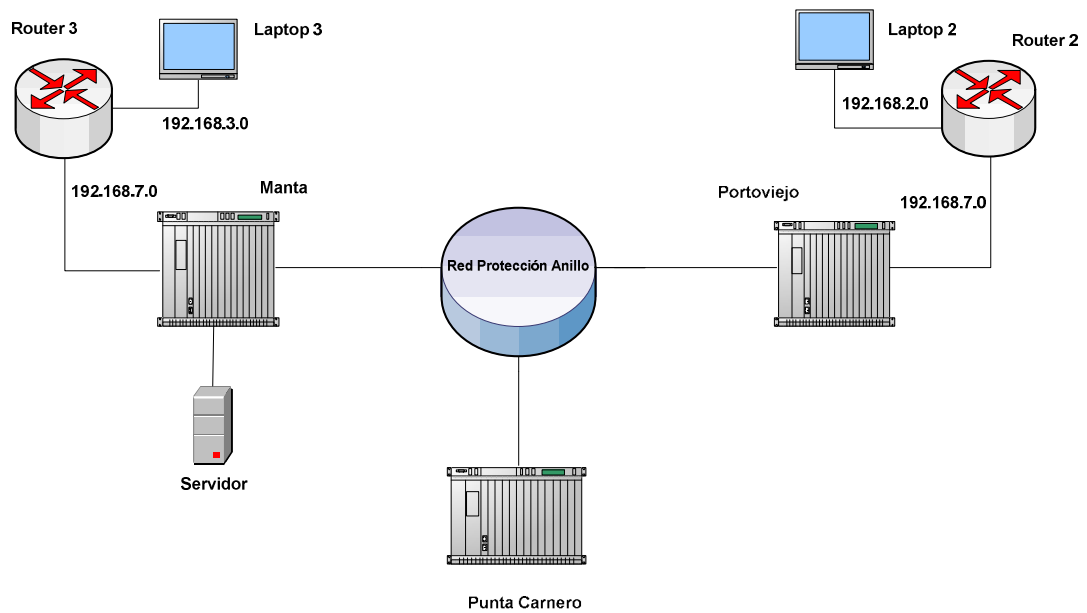 Router 3
Laptop 3
Laptop 2
Router 2
192.168.3.0
192.168.2.0
192.168.7.0
Manta
Portoviejo
192.168.7.0
Red Protección Anillo
Servidor
Punta Carnero